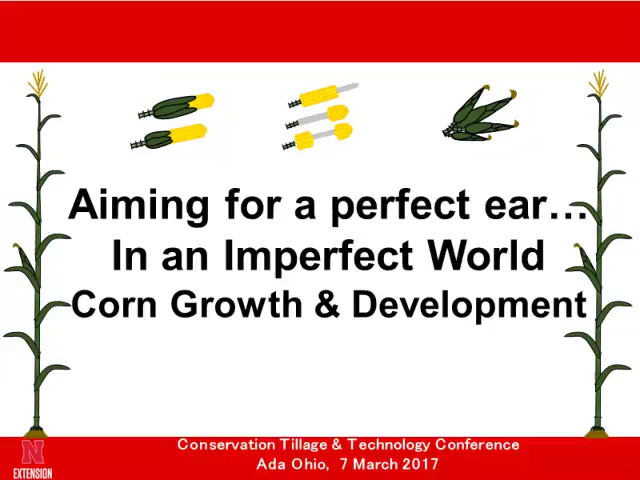 Aiming for a perfect ear…
In an Imperfect World
Corn Growth & Development
Conservation Tillage & Technology Conference
Ada Ohio, 7 March 2017
N
EXTENSION